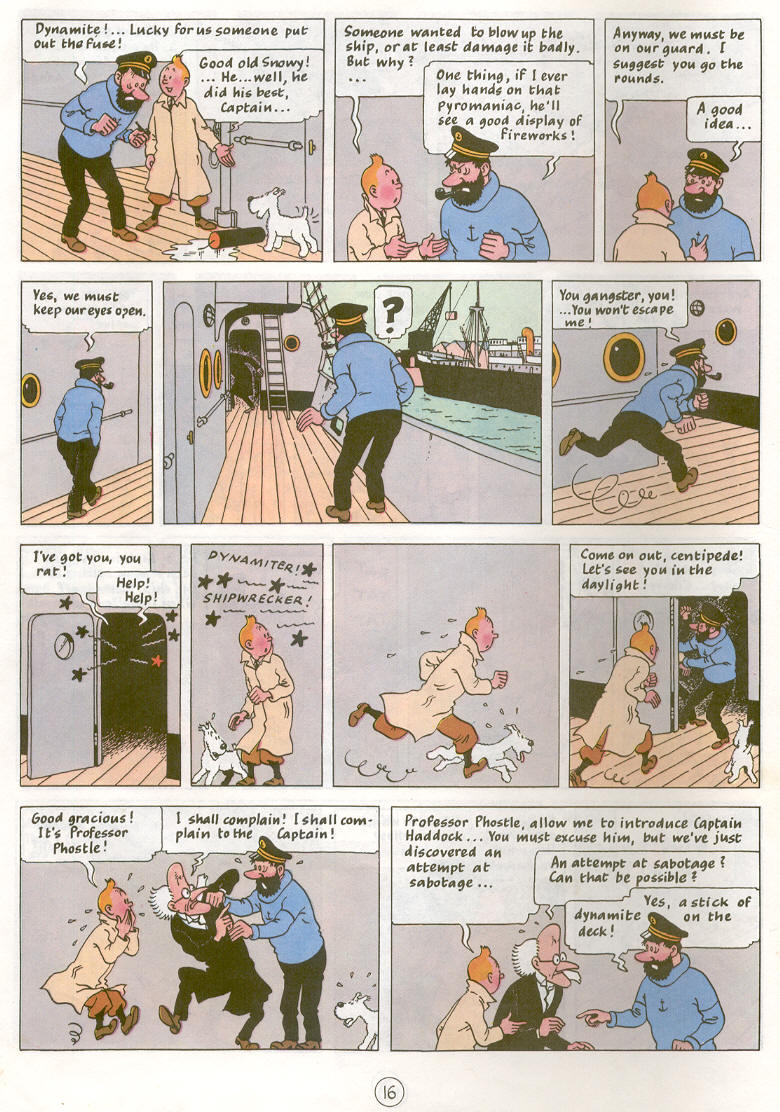 Dynamite!... Lucky for us someone put
out the fuse!
Good old Snowy!
... He... well, he
did his best,
Captain...
Someone wanted to blow up the
ship, or at least damage it badly.
But why?
...
One thing, if I ever
lay hands on that
Pyromaniac, he'll
see a good display of
fireworks!
Anyway, we must be
on our guard. I
suggest you go the
rounds.
A good
idea...
Yes, we must
keep our eyes open.
?
You gangster, you!
...You won't escape
me!
I've got you, you
rat!
Help!
Help!
DYNAMITER!
SHIPWRECKER!
Come on out, centipede!
Let's see you in the
daylight!
Good gracious!
It's Professor
Phostle!
I shall complain! I shall com-
plain to the Captain!
Professor Phostle, allow me to introduce Captain
Haddock... You must excuse him, but we've just
discovered an
attempt at
sabotage...
An attempt at sabotage?
Can that be possible?
Yes, a stick of
dynamite on the
deck!
16